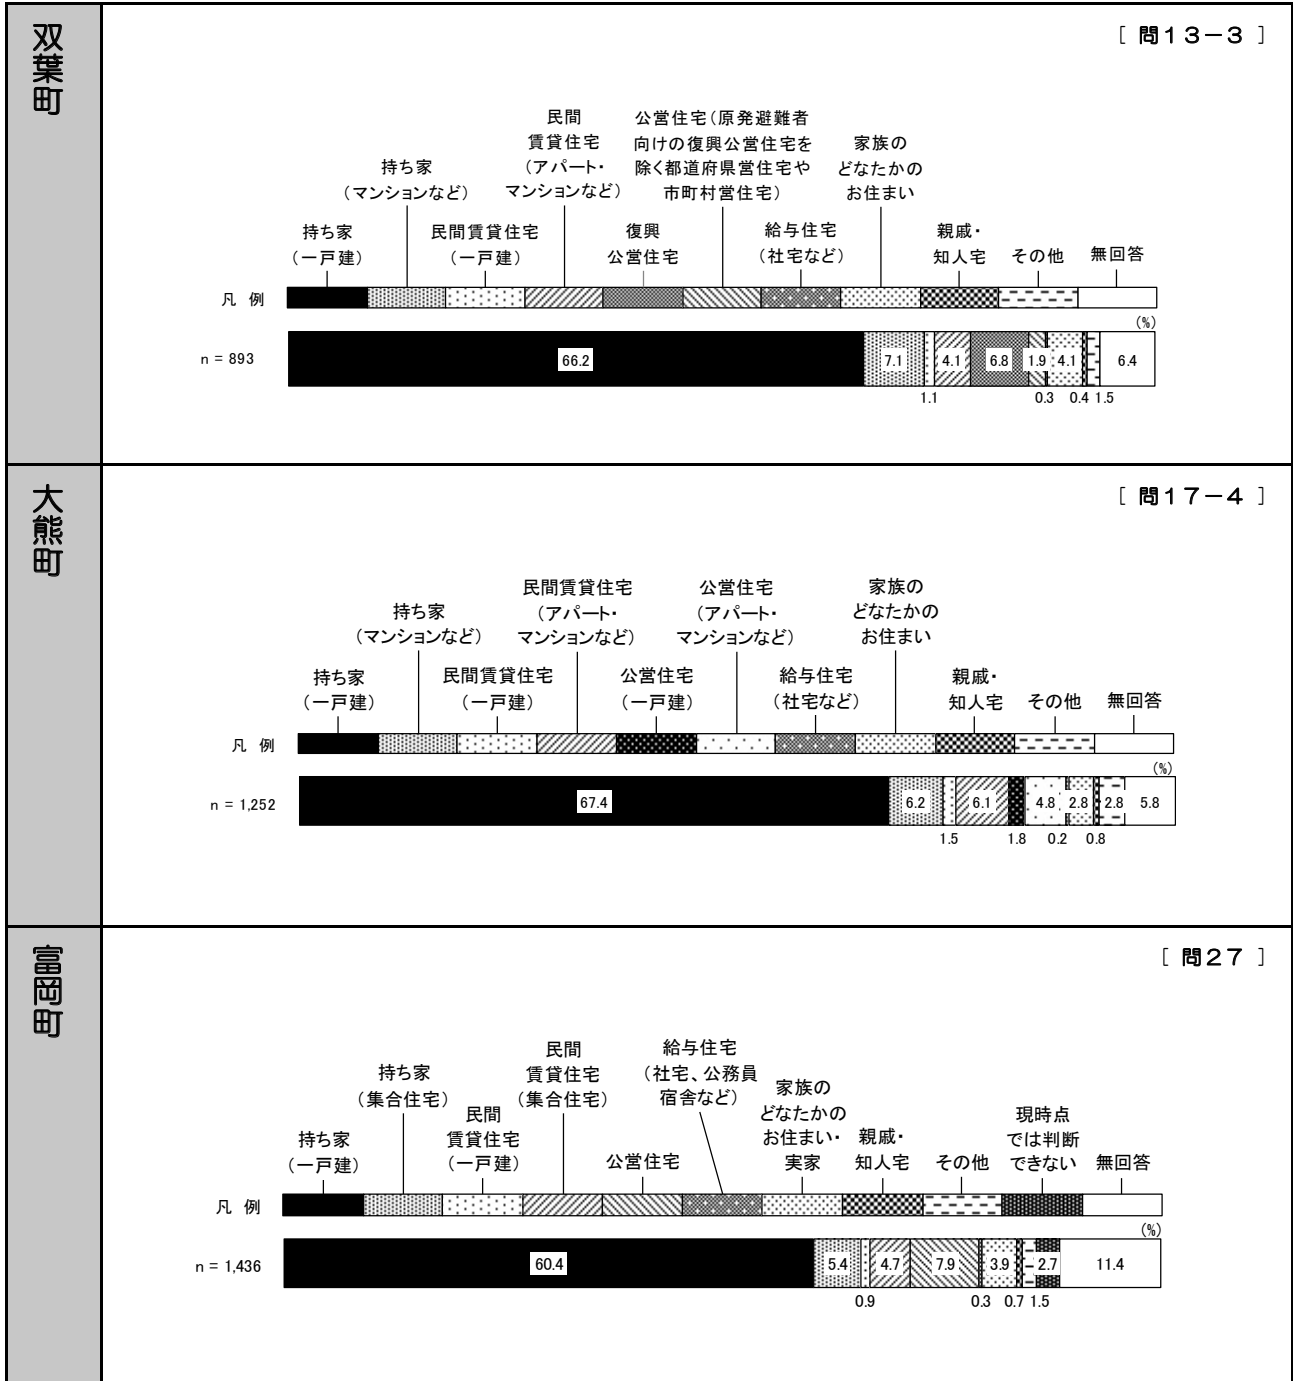 双葉町
[ 問13-3 ]
民間
賃貸住宅
(アパート・
マンションなど)
公営住宅(原発避難者
向けの復興公営住宅を
除く都道府県営住宅や
市町村営住宅)
家族の
どなたかの
お住まい
持ち家
(マンションなど)
持ち家
(一戸建)
民間賃貸住宅
(一戸建)
復興
公営住宅
給与住宅
(社宅など)
親戚・
知人宅
その他
無回答
凡 例
(%)
n = 893
66.2 7.1 4.1 6.8 1.9 4.1 6.4
1.1 0.3 0.4 1.5
大熊町
[ 問17-4 ]
民間賃貸住宅
(アパート・
マンションなど)
公営住宅
(アパート・
マンションなど)
家族の
どなたかの
お住まい
持ち家
(マンションなど)
持ち家
(一戸建)
民間賃貸住宅
(一戸建)
公営住宅
(一戸建)
給与住宅
(社宅など)
親戚・
知人宅
その他
無回答
凡 例
(%)
n = 1,252
67.4 6.2 6.1 4.8 2.8 2.8 5.8
1.5 1.8 0.2 0.8
富岡町
[ 問27 ]
民間
賃貸住宅
(集合住宅)
給与住宅
(社宅、公務員
宿舎など)
持ち家
(集合住宅)
家族の
どなたかの
お住まい・
実家
現時点
では判断
できない
持ち家
(一戸建)
民間
賃貸住宅
(一戸建)
公営住宅
親戚・
知人宅
その他
無回答
凡 例
(%)
n = 1,436
60.4 5.4 4.7 7.9 3.9 2.7 11.4
0.9 0.3 0.7 1.5